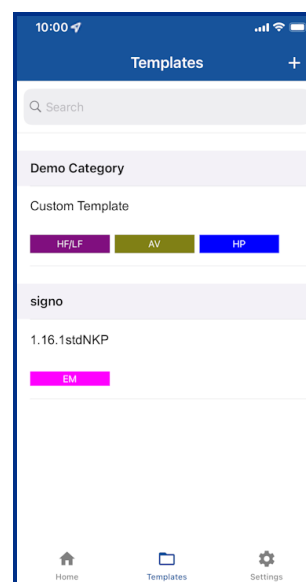 10:00
Templates +
Search
Demo Category
Custom Template
HF/LF AV HP
signo
1.16.1stdNKP
EM
Home Templates Settings